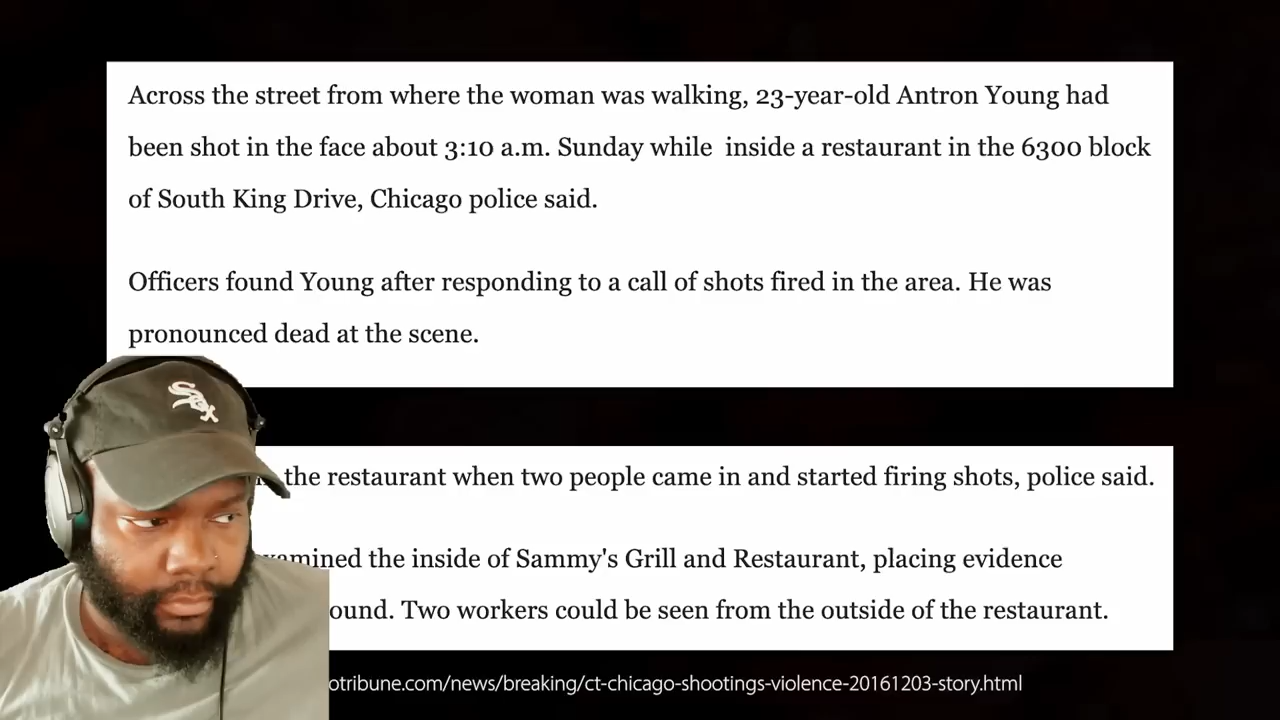 Across the street from where the woman was walking, 23-year-old Antron Young had
been shot in the face about 3:10 a.m. Sunday while  inside a restaurant in the 6300 block
of South King Drive, Chicago police said.
Officers found Young after responding to a call of shots fired in the area. He was
pronounced dead at the scene.
Sox
the restaurant when two people came in and started firing shots, police said.
xamined the inside of Sammy's Grill and Restaurant, placing evidence
ound. Two workers could be seen from the outside of the restaurant.
otribune.com/news/breaking/ct-chicago-shootings-violence-20161203-story.html